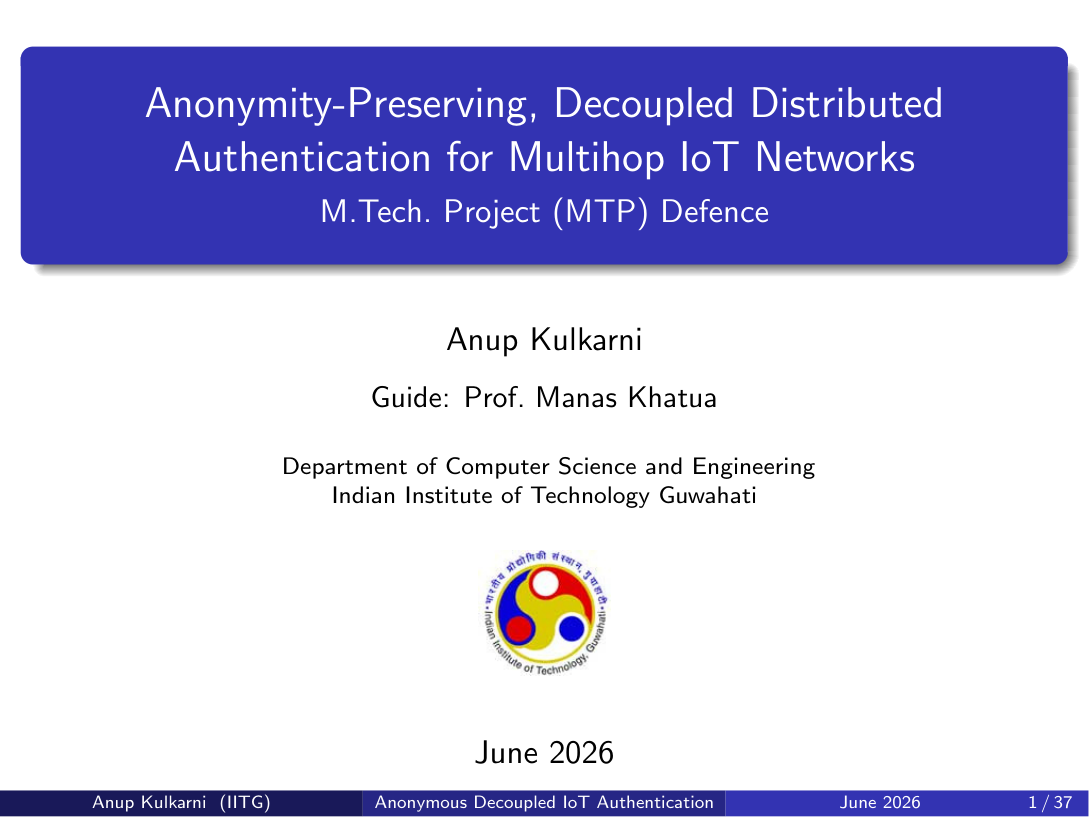 Anonymity-Preserving, Decoupled Distributed
Authentication for Multihop IoT Networks
M.Tech. Project (MTP) Defence
Anup Kulkarni
Guide: Prof. Manas Khatua
Department of Computer Science and Engineering
Indian Institute of Technology Guwahati
भारतीय प्रौद्योगिकी संस्थान, गुवाहाटी
Indian Institute of Technology, Guwahati
June 2026
Anup Kulkarni (IITG) Anonymous Decoupled IoT Authentication June 2026 1 / 37